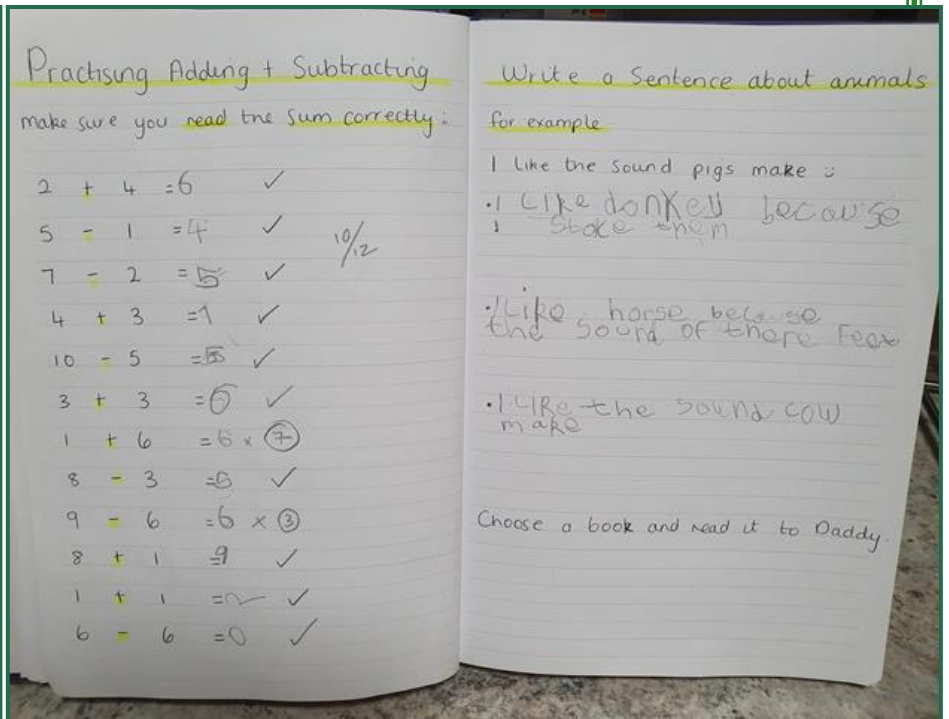 Practising Adding + Subtracting
make sure you read the sum correctly:
2 + 4 = 6 ✓
5 - 1 = 4 ✓
7 - 2 = 5 ✓
4 + 3 = 7 ✓
10 - 5 = 5 ✓
3 + 3 = 6 ✓
1 + 6 = 6 × 7
8 - 3 = 5 ✓
9 - 6 = 6 × 3
8 + 1 = 9 ✓
1 + 1 = 2 ✓
6 - 6 = 0 ✓
10/12
Write a Sentence about animals
for example
I like the sound pigs make :
. I Like donkey because
I stoke them
. I Like horse because
the sound of there feet
. I LIKe the sound cow
make
Choose a book and read it to Daddy.